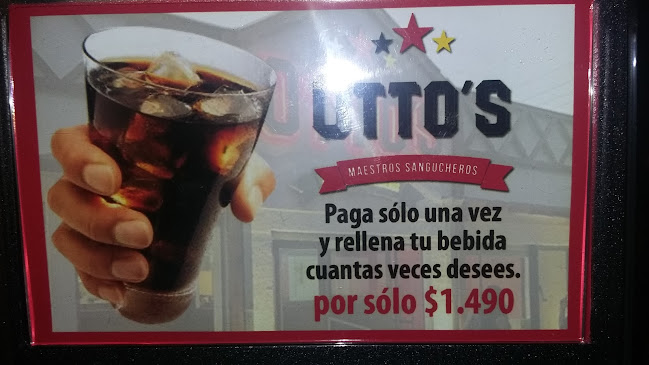 OTTO'S
MAESTROS SANGUCHEROS
Paga sólo una vez
y rellena tu bebida
cuantas veces desees.
por sólo $1.490